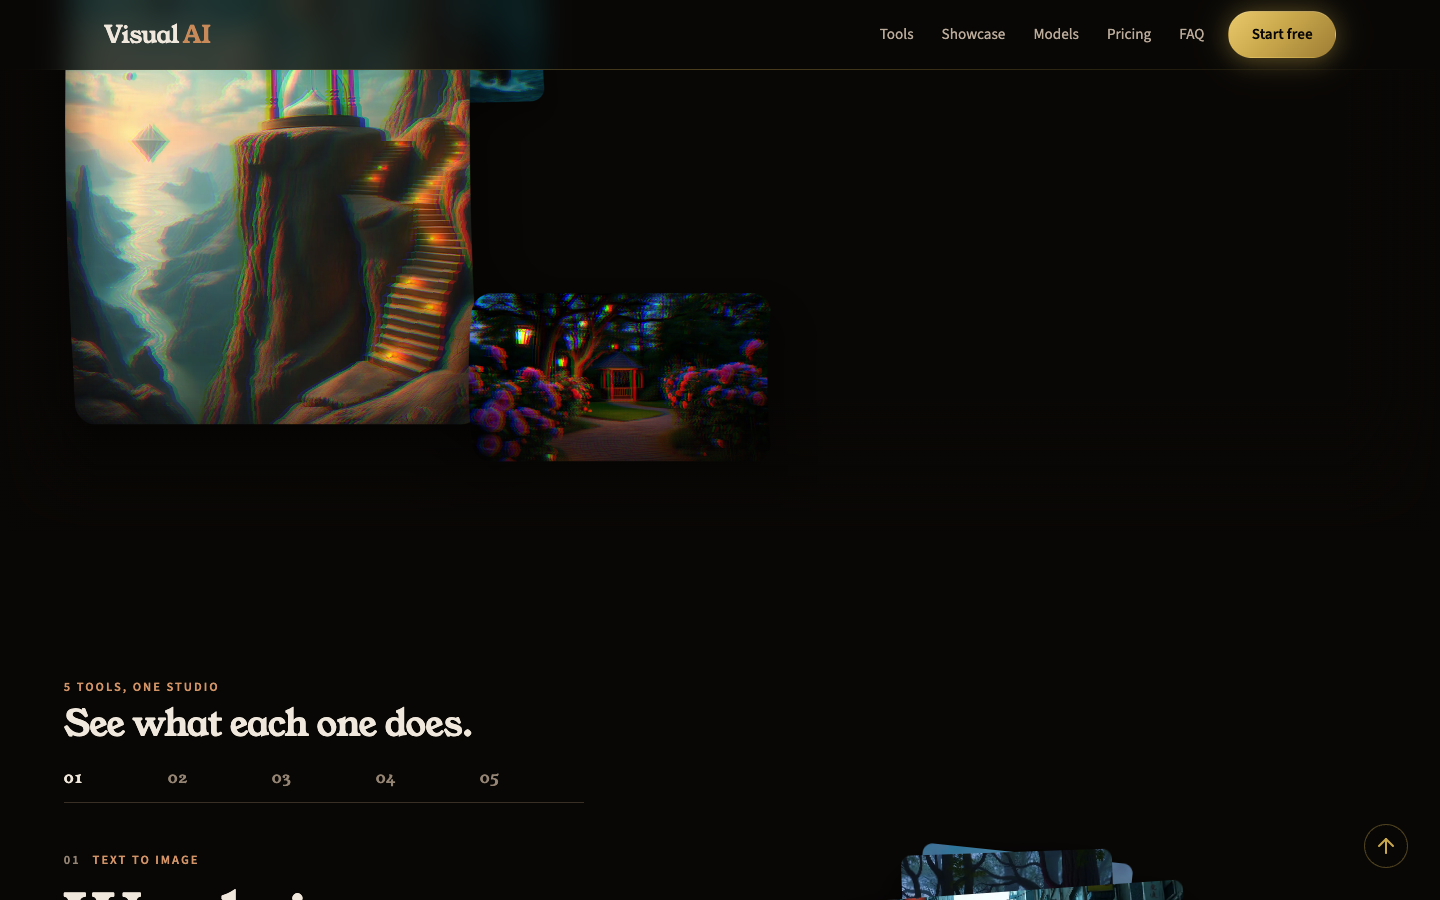 Visual AI
Tools
Showcase
Models
Pricing
FAQ
Start free
5 TOOLS, ONE STUDIO
See what each one does.
01
02
03
04
05
01 TEXT TO IMAGE